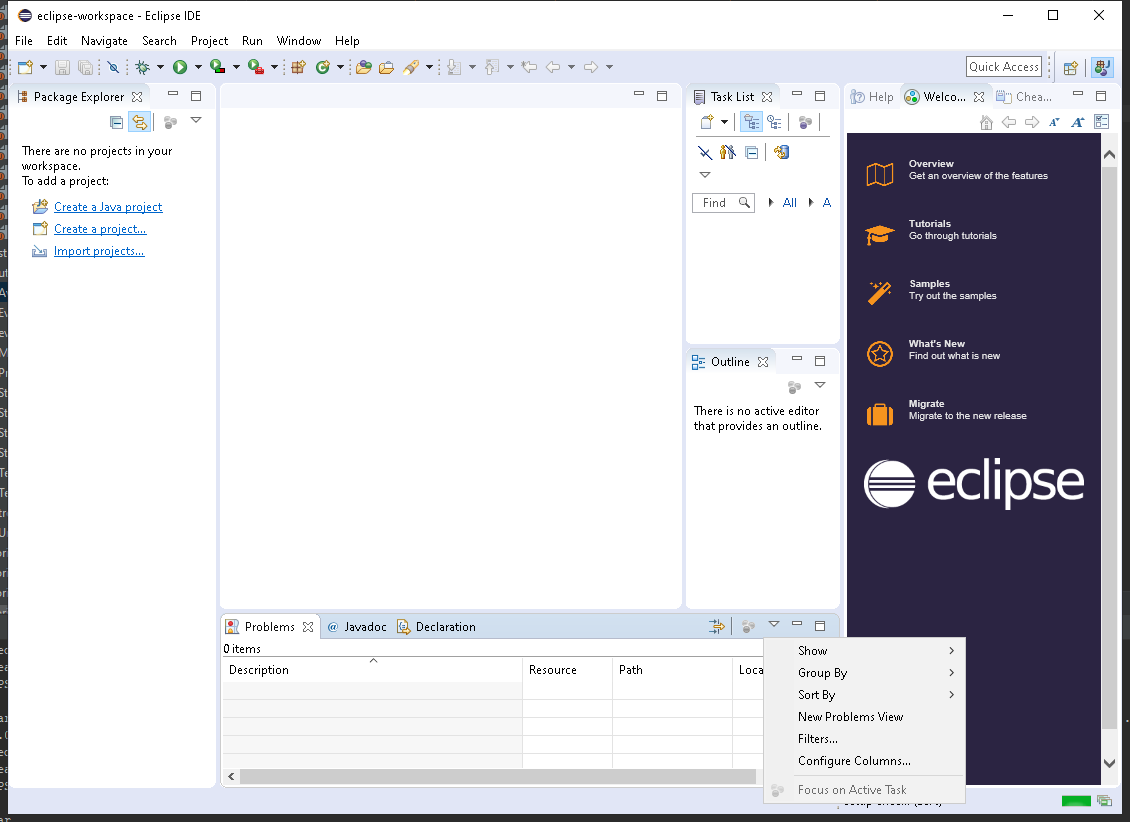 eclipse-workspace - Eclipse IDE
File Edit Navigate Search Project Run Window Help
Quick Access
Package Explorer
There are no projects in your
workspace.
To add a project:
Create a Java project
Create a project...
Import projects...
Task List
Find
All
A
Outline
There is no active editor
that provides an outline.
Help
Welco...
Chea...
Overview
Get an overview of the features
Tutorials
Go through tutorials
Samples
Try out the samples
What's New
Find out what is new
Migrate
Migrate to the new release
eclipse
Problems
@ Javadoc
Declaration
0 items
Description Resource Path Loca
Show
Group By
Sort By
New Problems View
Filters...
Configure Columns...
Focus on Active Task